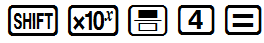 SHIFT ×10ˣ 4 =